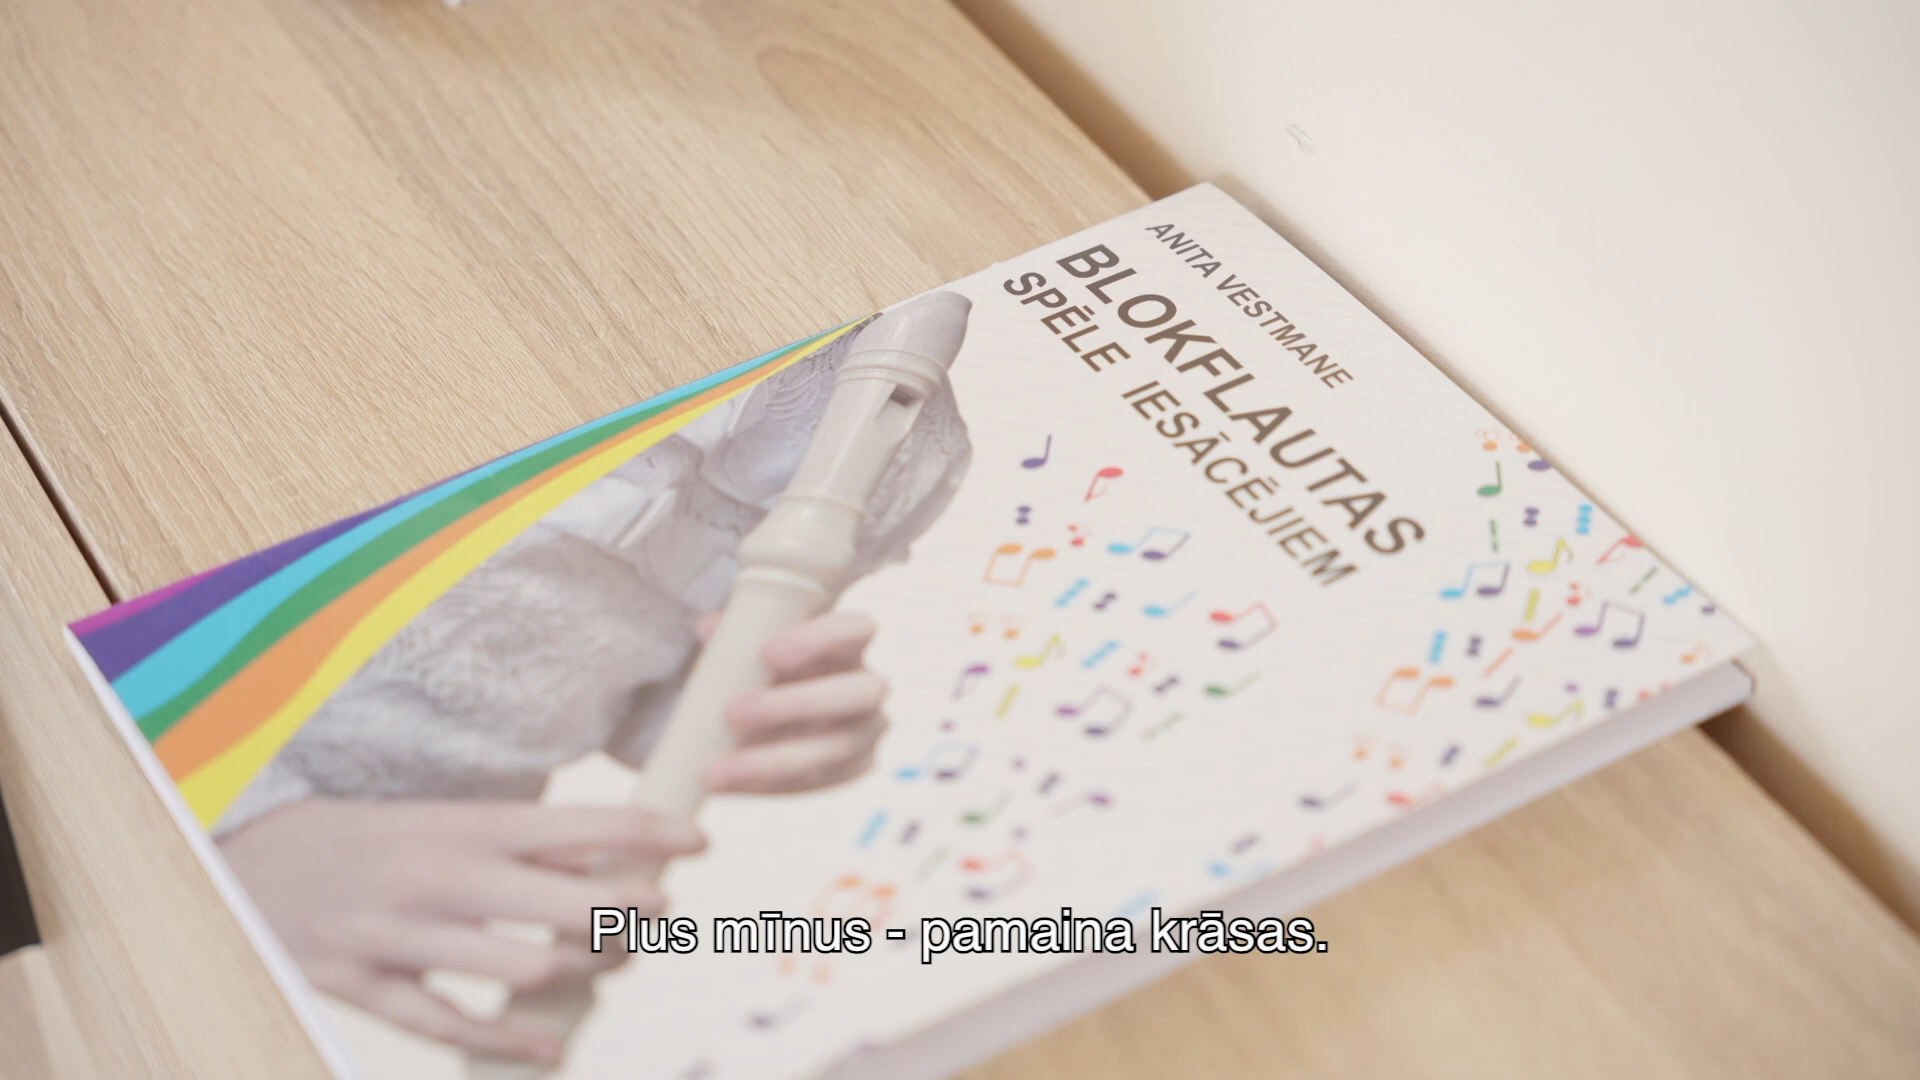 ANITA VESTMANE
BLOKFLAUTAS
SPĒLE IESĀCĒJIEM
Plus mīnus - pamaina krāsas.